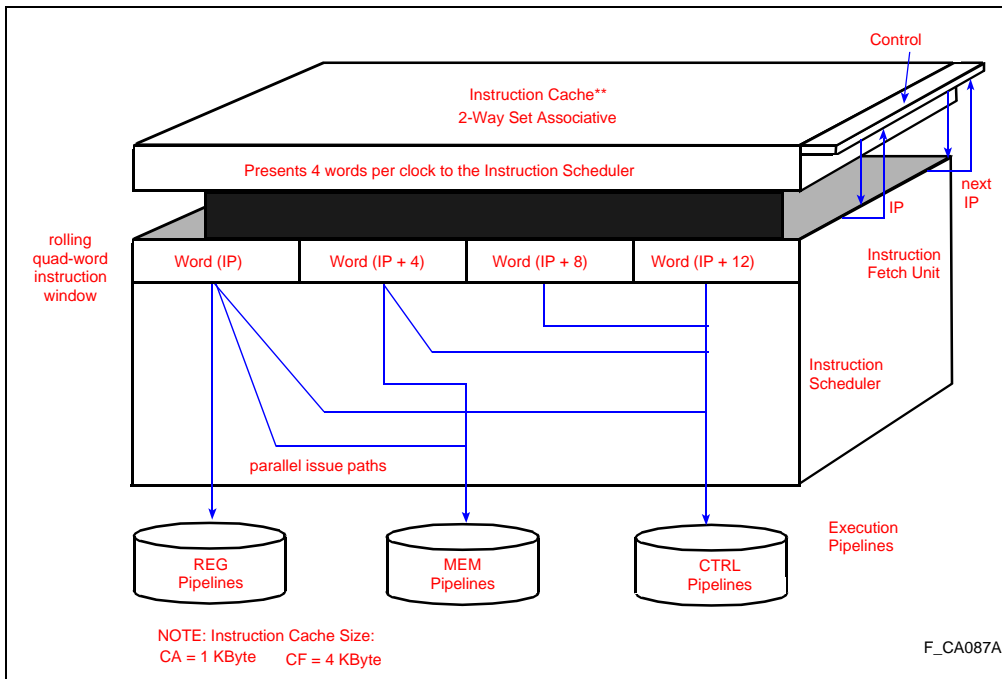 Control
Instruction Cache**
2-Way Set Associative
Presents 4 words per clock to the Instruction Scheduler
next
IP
IP
rolling
quad-word
instruction
window
Word (IP)
Word (IP + 4)
Word (IP + 8)
Word (IP + 12)
Instruction
Fetch Unit
Instruction
Scheduler
parallel issue paths
REG
Pipelines
MEM
Pipelines
CTRL
Pipelines
Execution
Pipelines
NOTE: Instruction Cache Size:
CA = 1 KByte CF = 4 KByte
F_CA087A